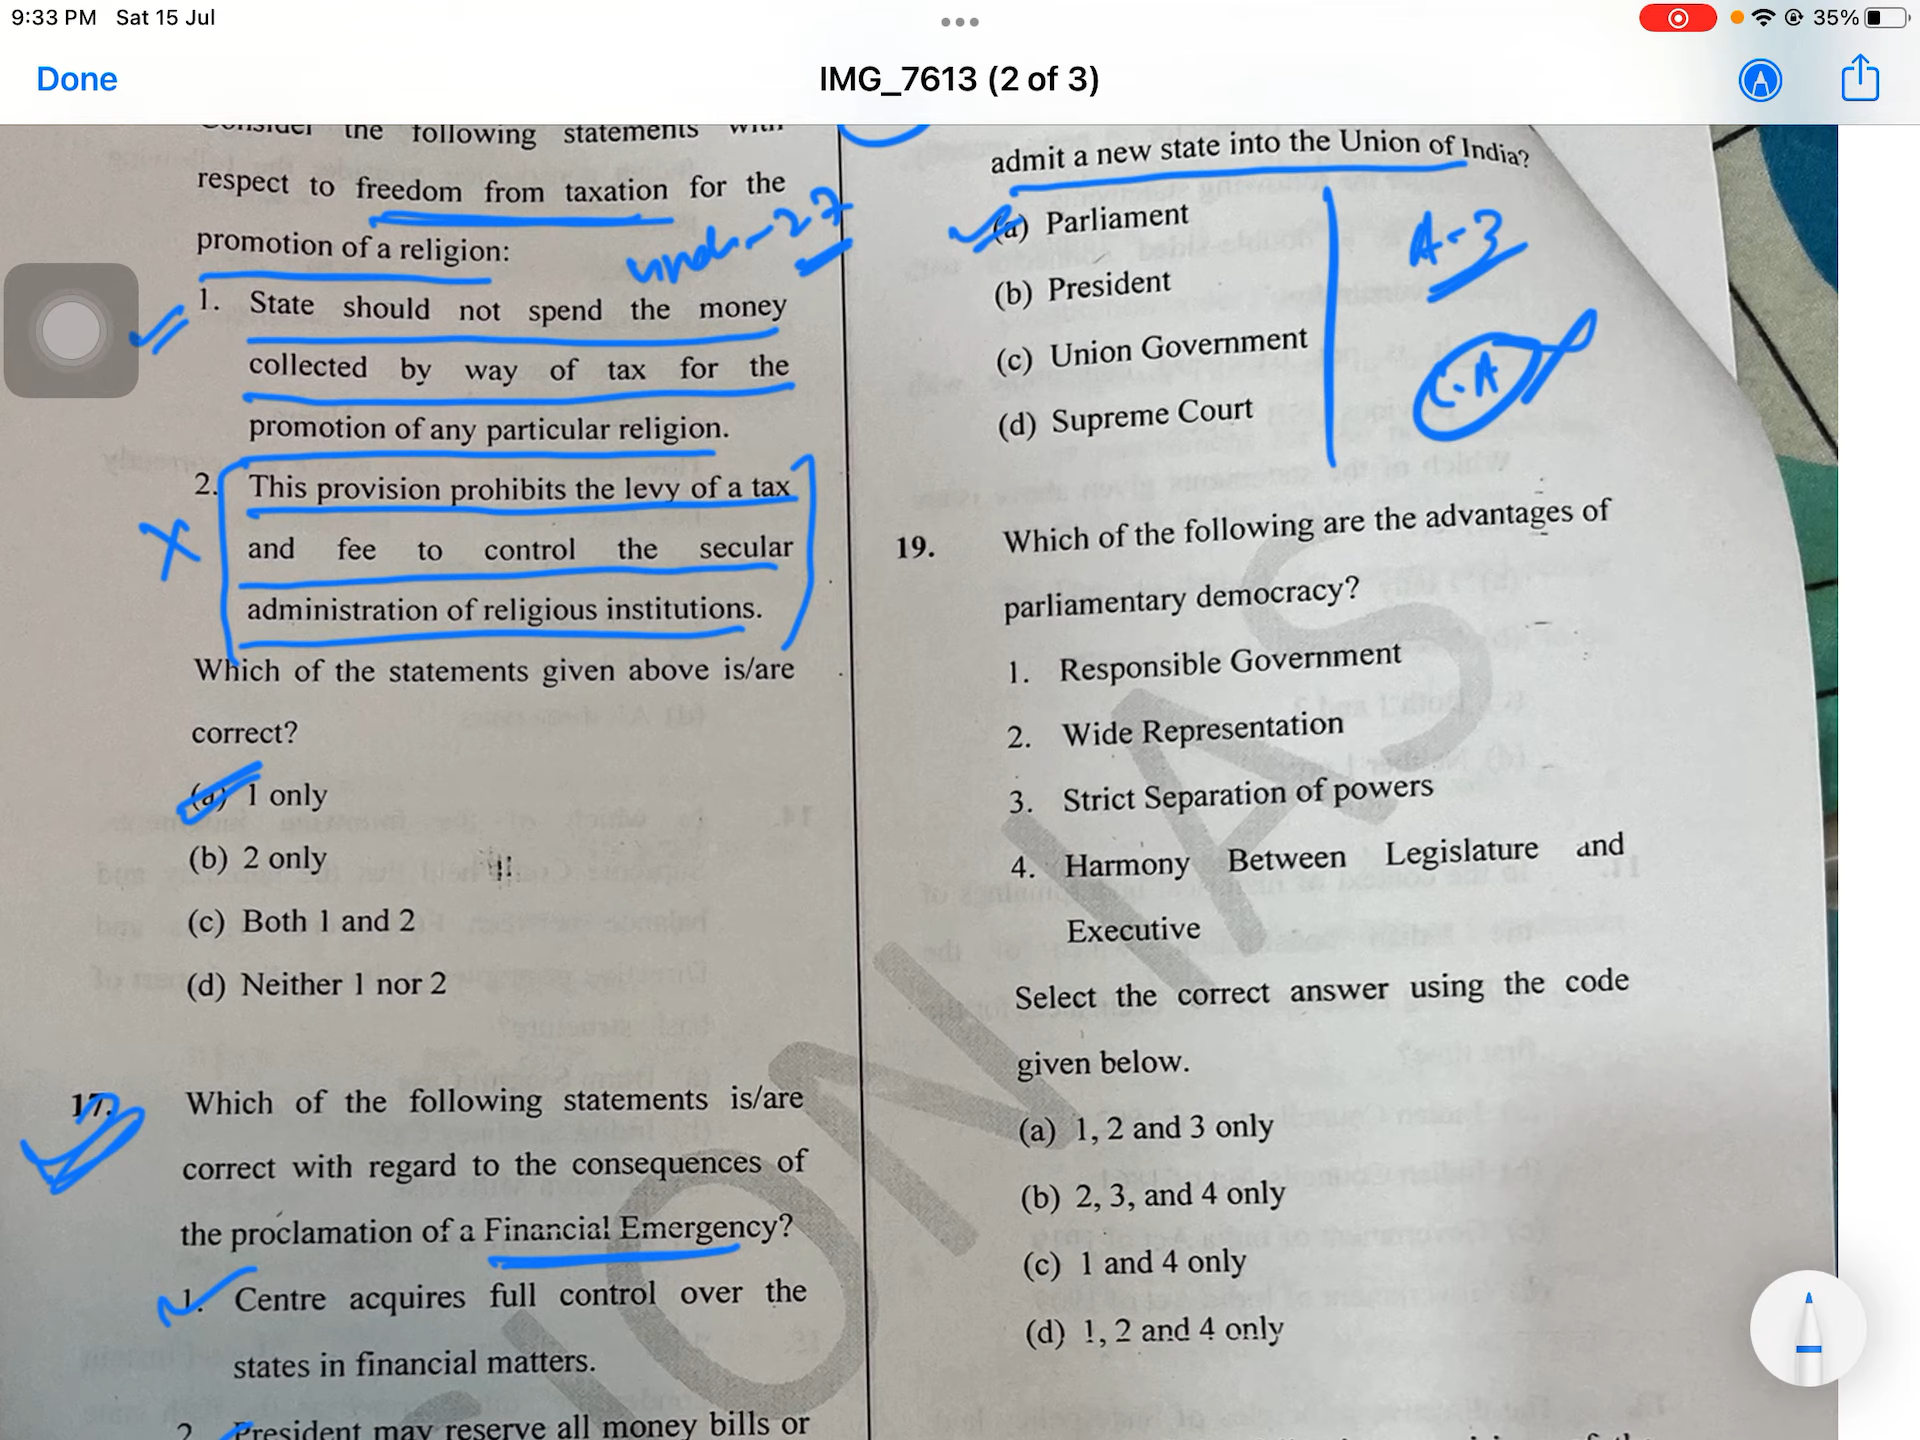 9:33 PM Sat 15 Jul
35%
Done
IMG_7613 (2 of 3)
Consider the following statements with
respect to freedom from taxation for the
promotion of a religion:
und-27
1. State should not spend the money
collected by way of tax for the
promotion of any particular religion.
2. This provision prohibits the levy of a tax
and fee to control the secular
administration of religious institutions.
Which of the statements given above is/are
correct?
(a) 1 only
(b) 2 only
(c) Both 1 and 2
(d) Neither 1 nor 2
17. Which of the following statements is/are
correct with regard to the consequences of
the proclamation of a Financial Emergency?
1. Centre acquires full control over the
states in financial matters.
2. President may reserve all money bills or
admit a new state into the Union of India?
(a) Parliament
(b) President
(c) Union Government
(d) Supreme Court
A-3
C.A
19. Which of the following are the advantages of
parliamentary democracy?
1. Responsible Government
2. Wide Representation
3. Strict Separation of powers
4. Harmony Between Legislature and
Executive
Select the correct answer using the code
given below.
(a) 1, 2 and 3 only
(b) 2, 3, and 4 only
(c) 1 and 4 only
(d) 1, 2 and 4 only
ION IAS